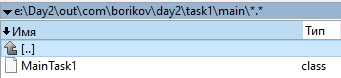 e:\Day2\out\com\borikov\day2\task1\main\*.*
Имя Тип
[..]
MainTask1 class